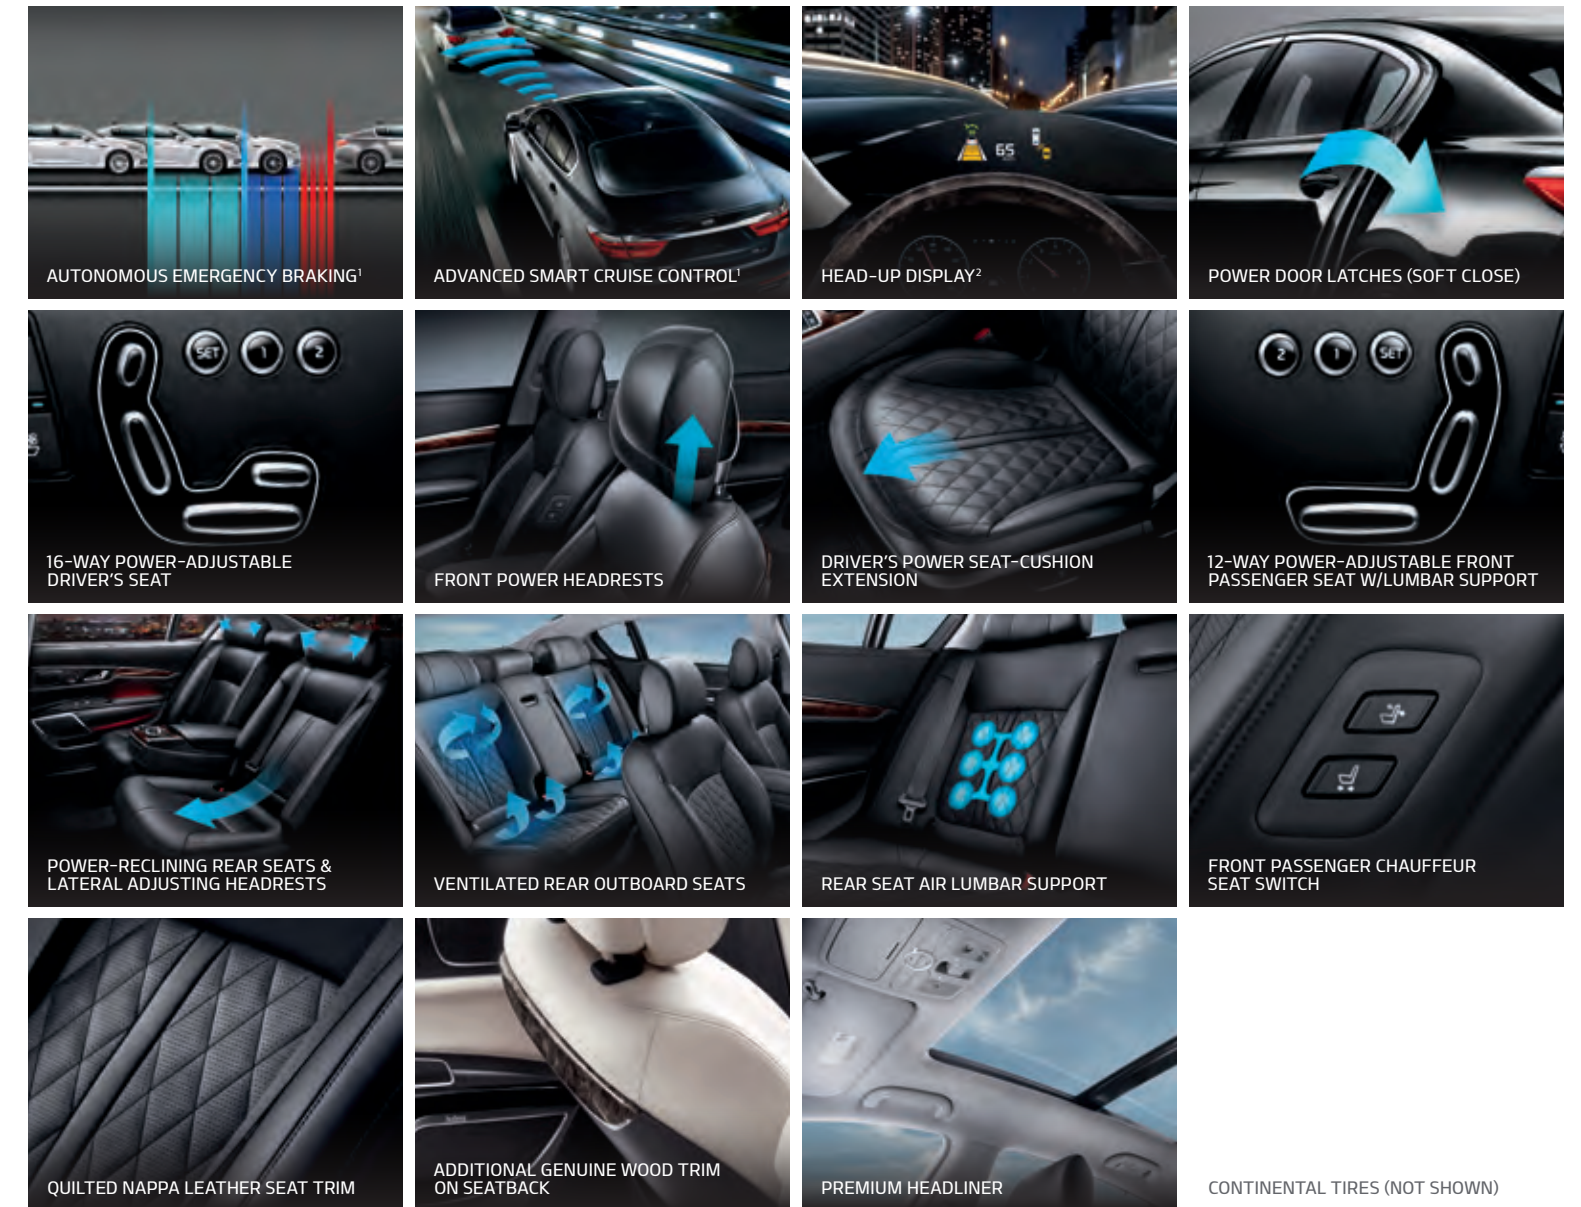 65
AUTONOMOUS EMERGENCY BRAKING¹
ADVANCED SMART CRUISE CONTROL¹
HEAD-UP DISPLAY²
POWER DOOR LATCHES (SOFT CLOSE)
SET 1 2
16-WAY POWER-ADJUSTABLE
DRIVER'S SEAT
FRONT POWER HEADRESTS
DRIVER'S POWER SEAT-CUSHION
EXTENSION
2 1 SET
12-WAY POWER-ADJUSTABLE FRONT
PASSENGER SEAT W/LUMBAR SUPPORT
POWER-RECLINING REAR SEATS &
LATERAL ADJUSTING HEADRESTS
VENTILATED REAR OUTBOARD SEATS
REAR SEAT AIR LUMBAR SUPPORT
FRONT PASSENGER CHAUFFEUR
SEAT SWITCH
QUILTED NAPPA LEATHER SEAT TRIM
ADDITIONAL GENUINE WOOD TRIM
ON SEATBACK
PREMIUM HEADLINER
CONTINENTAL TIRES (NOT SHOWN)